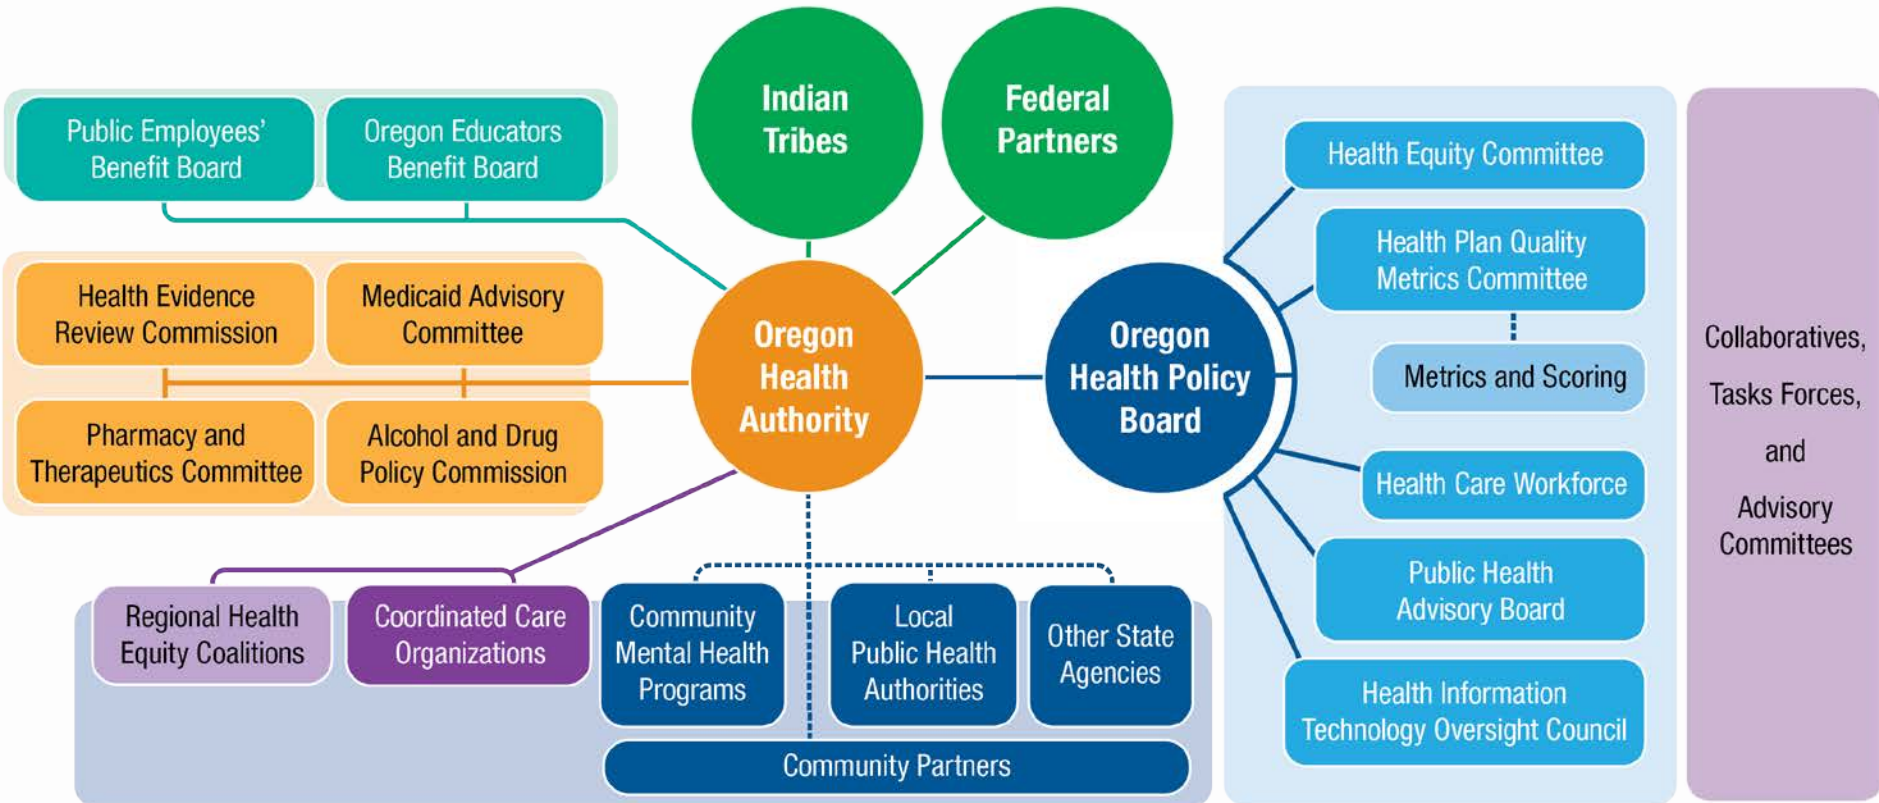 Indian
Tribes
Federal
Partners
Public Employees'
Benefit Board
Oregon Educators
Benefit Board
Health Evidence
Review Commission
Medicaid Advisory
Committee
Pharmacy and
Therapeutics Committee
Alcohol and Drug
Policy Commission
Oregon
Health
Authority
Oregon
Health Policy
Board
Health Equity Committee
Health Plan Quality
Metrics Committee
Metrics and Scoring
Health Care Workforce
Public Health
Advisory Board
Health Information
Technology Oversight Council
Collaboratives,
Tasks Forces,
and
Advisory
Committees
Regional Health
Equity Coalitions
Coordinated Care
Organizations
Community
Mental Health
Programs
Local
Public Health
Authorities
Other State
Agencies
Community Partners